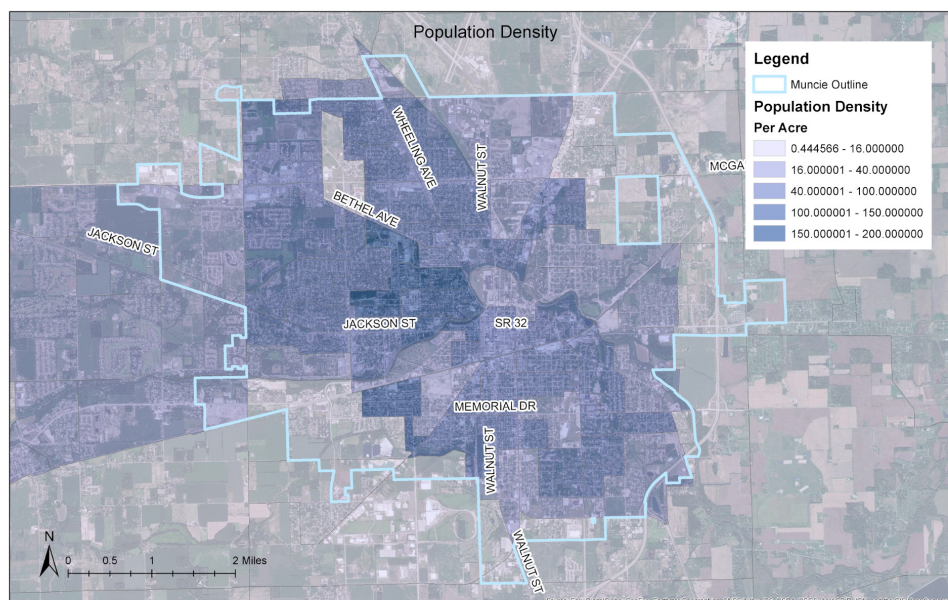 Population Density
Legend
Muncie Outline
Population Density
Per Acre
0.444566 - 16.000000
16.000001 - 40.000000
40.000001 - 100.000000
100.000001 - 150.000000
150.000001 - 200.000000
WHEELING AVE
WALNUT ST
MCGA
BETHEL AVE
JACKSON ST
JACKSON ST
SR 32
MEMORIAL DR
WALNUT ST
WALNUT ST
N
0 0.5 1 2 Miles